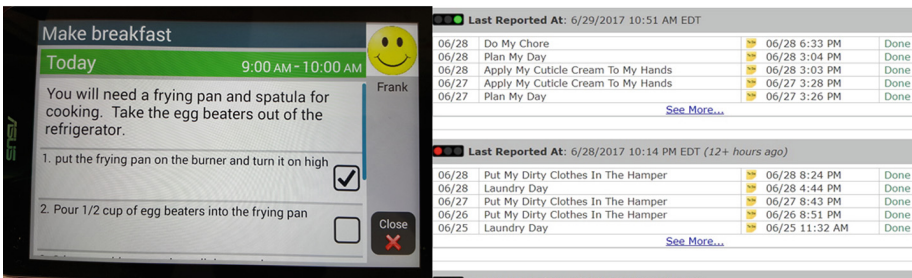 Make breakfast
Today 9:00 AM - 10:00 AM
Frank
You will need a frying pan and spatula for
cooking. Take the egg beaters out of the
refrigerator.
1. put the frying pan on the burner and turn it on high
2. Pour 1/2 cup of egg beaters into the frying pan
Close
ASUS
Last Reported At: 6/29/2017 10:51 AM EDT
06/28 Do My Chore 06/28 6:33 PM Done
06/28 Plan My Day 06/28 3:04 PM Done
06/28 Apply My Cuticle Cream To My Hands 06/28 3:03 PM Done
06/27 Apply My Cuticle Cream To My Hands 06/27 3:28 PM Done
06/27 Plan My Day 06/27 3:26 PM Done
See More...
Last Reported At: 6/28/2017 10:14 PM EDT (12+ hours ago)
06/28 Put My Dirty Clothes In The Hamper 06/28 8:24 PM Done
06/28 Laundry Day 06/28 4:44 PM Done
06/27 Put My Dirty Clothes In The Hamper 06/27 8:43 PM Done
06/26 Put My Dirty Clothes In The Hamper 06/26 8:51 PM Done
06/25 Laundry Day 06/25 11:32 AM Done
See More...